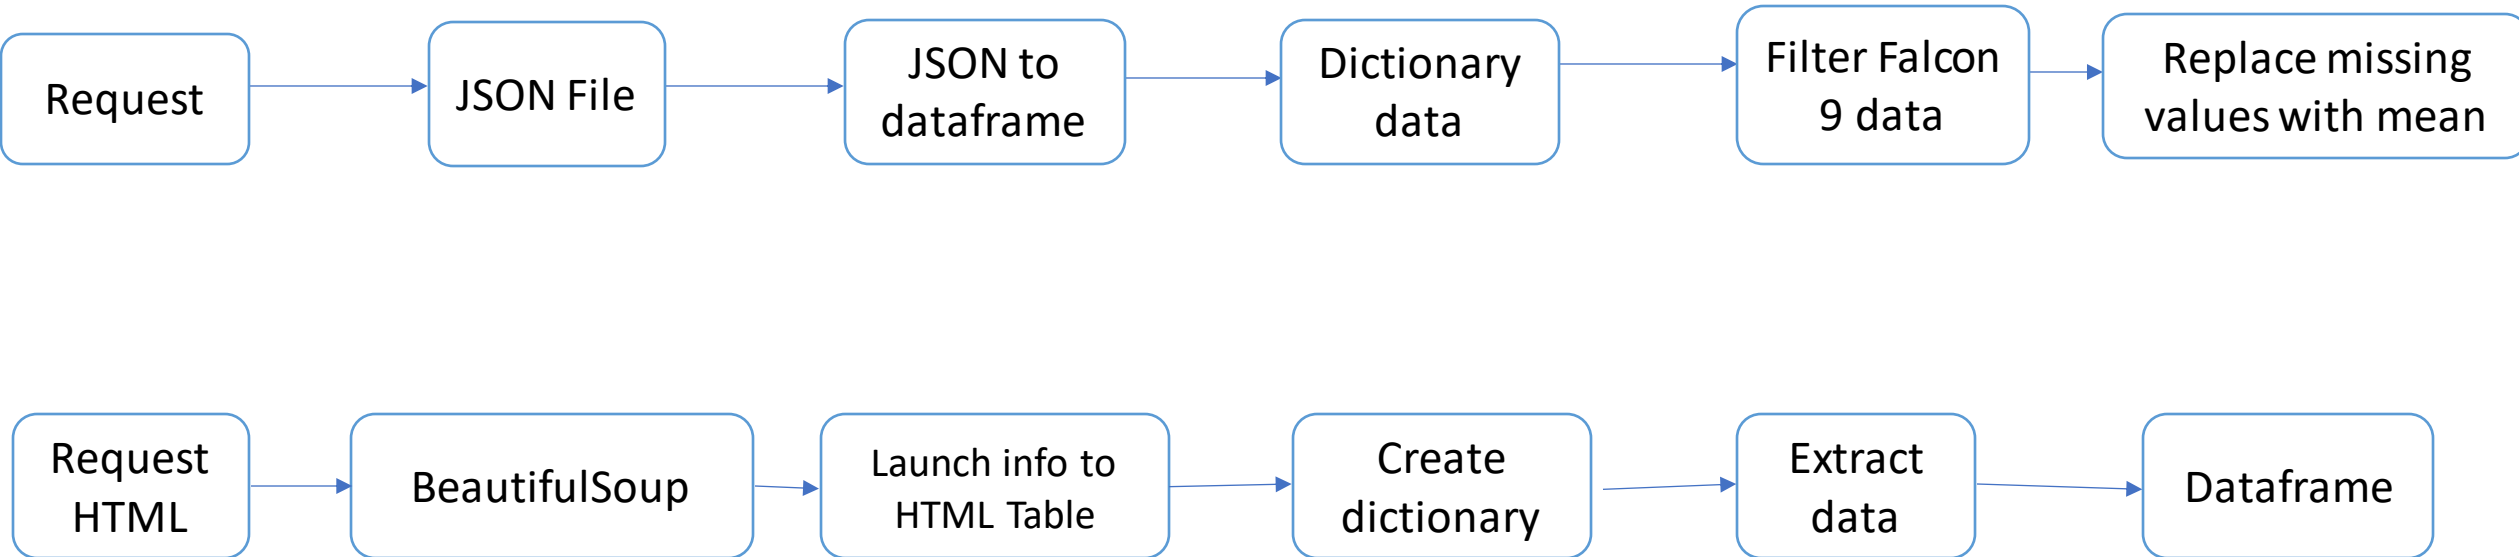 Request
JSON File
JSON to
dataframe
Dictionary
data
Filter Falcon
9 data
Replace missing
values with mean
Request
HTML
BeautifulSoup
Launch info to
HTML Table
Create
dictionary
Extract
data
Dataframe